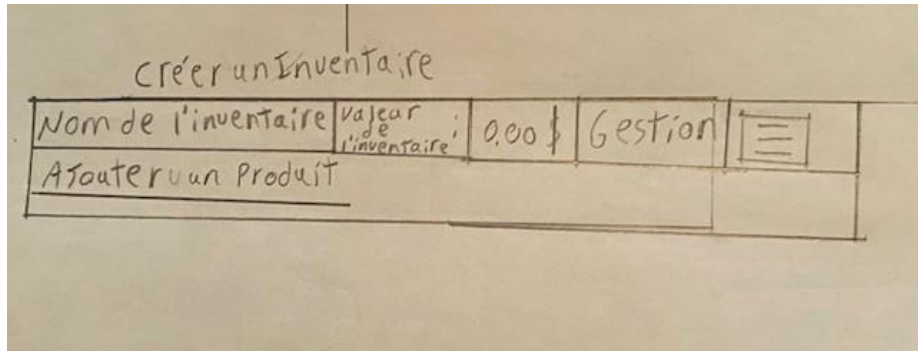 Créer un Inventaire
Nom de l'inventaire
Valeur
de
l'inventaire :
0.00 $
Gestion
AJouter un Produit